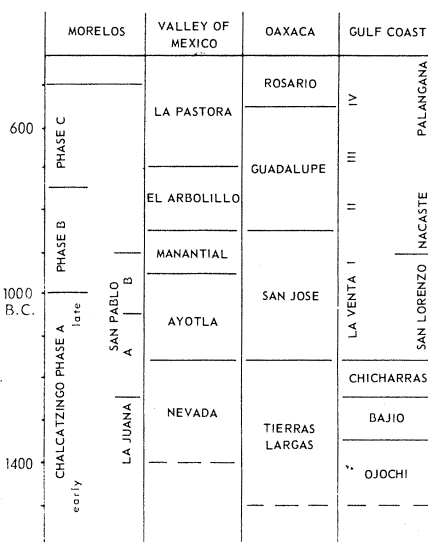 MORELOS
VALLEY OF
MEXICO
OAXACA
GULF COAST
600
1000
B.C.
1400
PHASE C
PHASE B
CHALCATZINGO PHASE A
late
early
SAN PABLO
B
A
LA JUANA
LA PASTORA
EL ARBOLILLO
MANANTIAL
AYOTLA
NEVADA
ROSARIO
GUADALUPE
SAN JOSE
TIERRAS
LARGAS
IV
III
II
LA VENTA I
PALANGANA
NACASTE
SAN LORENZO
CHICHARRAS
BAJIO
OJOCHI